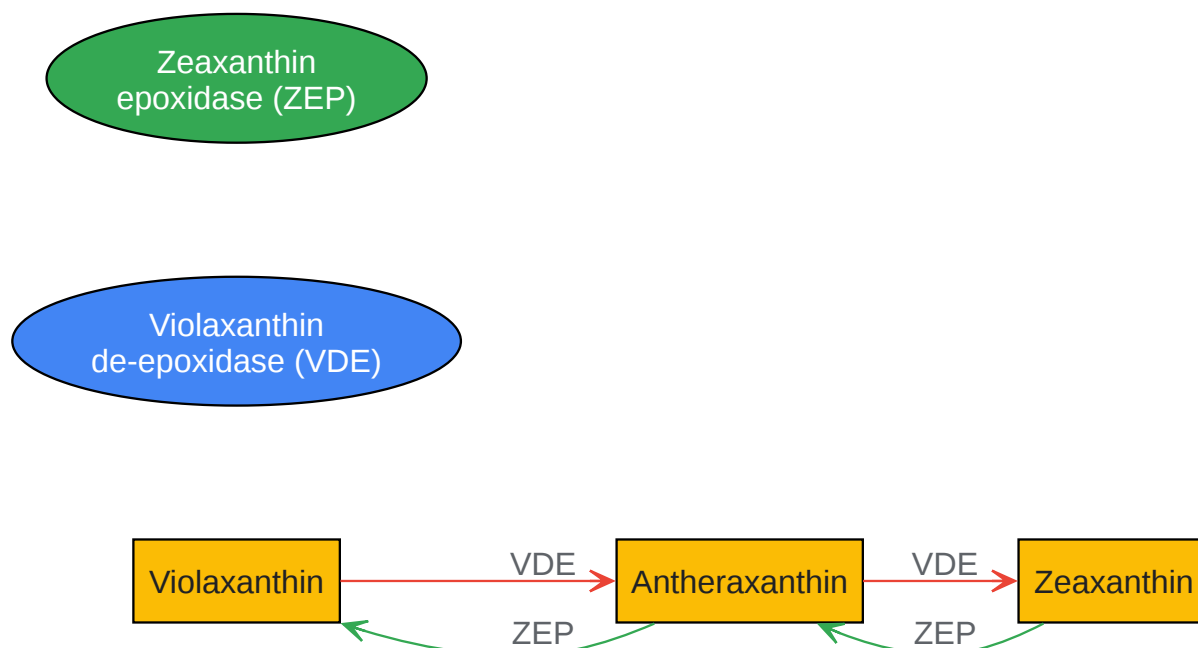 Zeaxanthin
epoxidase (ZEP)
Violaxanthin
de-epoxidase (VDE)
VDE
VDE
Violaxanthin
Antheraxanthin
Zeaxanthin
ZEP
ZEP